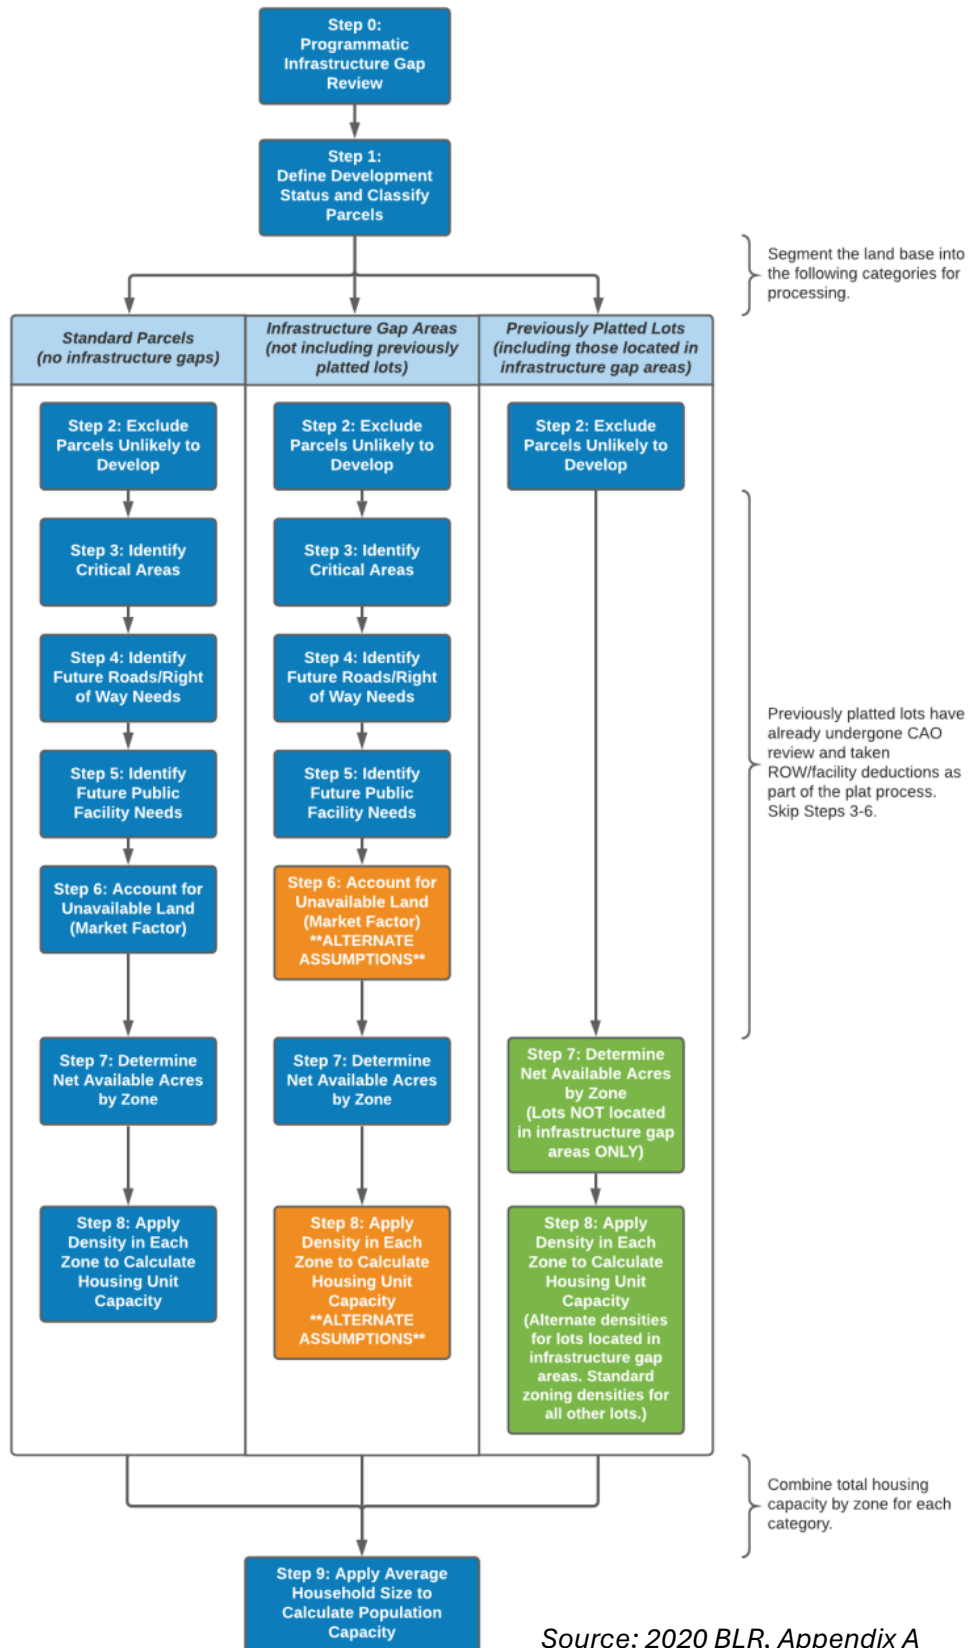 Step 0:
Programmatic
Infrastructure Gap
Review
Step 1:
Define Development
Status and Classify
Parcels
Segment the land base into
the following categories for
processing.
Standard Parcels
(no infrastructure gaps)
Infrastructure Gap Areas
(not including previously
platted lots)
Previously Platted Lots
(including those located in
infrastructure gap areas)
Step 2: Exclude
Parcels Unlikely to
Develop
Step 3: Identify
Critical Areas
Step 4: Identify
Future Roads/Right
of Way Needs
Step 5: Identify
Future Public
Facility Needs
Step 6: Account for
Unavailable Land
(Market Factor)
Step 7: Determine
Net Available Acres
by Zone
Step 8: Apply
Density in Each
Zone to Calculate
Housing Unit
Capacity
Step 2: Exclude
Parcels Unlikely to
Develop
Step 3: Identify
Critical Areas
Step 4: Identify
Future Roads/Right
of Way Needs
Step 5: Identify
Future Public
Facility Needs
Step 6: Account for
Unavailable Land
(Market Factor)
**ALTERNATE
ASSUMPTIONS**
Step 7: Determine
Net Available Acres
by Zone
Step 8: Apply
Density in Each
Zone to Calculate
Housing Unit
Capacity
**ALTERNATE
ASSUMPTIONS**
Step 2: Exclude
Parcels Unlikely to
Develop
Step 7: Determine
Net Available Acres
by Zone
(Lots NOT located
in infrastructure gap
areas ONLY)
Step 8: Apply
Density in Each
Zone to Calculate
Housing Unit
Capacity
(Alternate densities
for lots located in
infrastructure gap
areas. Standard
zoning densities for
all other lots.)
Previously platted lots have
already undergone CAO
review and taken
ROW/facility deductions as
part of the plat process.
Skip Steps 3-6.
Combine total housing
capacity by zone for each
category.
Step 9: Apply Average
Household Size to
Calculate Population
Capacity
Source: 2020 BLR, Appendix A